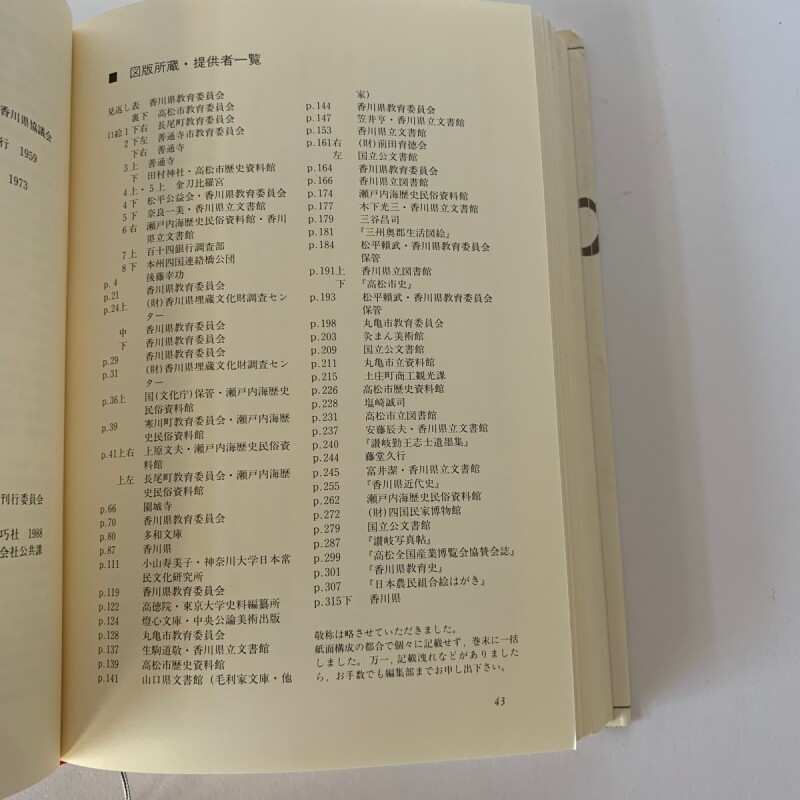 香川県協議会
行 1959
1973
刊行委員会
巧社 1988
会社公共課
■ 図版所蔵・提供者一覧
見返し表 香川県教育委員会
裏下 高松市教育委員会
口絵1下右 長尾町教育委員会
2下左 善通寺市教育委員会
下右 善通寺
3上 善通寺
下 田村神社・高松市歴史資料館
4上・5上 金刀比羅宮
4下 松平公益会・香川県教育委員会
5下 奈良一美・香川県立文書館
6右 瀬戸内海歴史民俗資料館・香川
県立文書館
7上 百十四銀行調査部
8下 本州四国連絡橋公団
p.4 後藤幸功
p.21 香川県教育委員会
p.24上 (財)香川県埋蔵文化財調査セン
ター
中 香川県教育委員会
下 香川県教育委員会
p.29 香川県教育委員会
p.31 (財)香川県埋蔵文化財調査セン
ター
p.36上 国(文化庁)保管・瀬戸内海歴史
民俗資料館
p.39 寒川町教育委員会・瀬戸内海歴
史民俗資料館
p.41上右 上原文夫・瀬戸内海歴史民俗資
料館
上左 長尾町教育委員会・瀬戸内海歴
史民俗資料館
p.66 園城寺
p.70 香川県教育委員会
p.80 多和文庫
p.87 香川県
p.111 小山寿美子・神奈川大学日本常
民文化研究所
p.119 香川県教育委員会
p.122 高徳院・東京大学史料編纂所
p.124 燈心文庫・中央公論美術出版
p.128 丸亀市教育委員会
p.137 生駒道敬・香川県立文書館
p.139 高松市歴史資料館
p.141 山口県文書館(毛利家文庫・他
家)
p.144 香川県教育委員会
p.147 笠井亨・香川県立文書館
p.153 香川県立文書館
p.161右 (財)前田育徳会
左 国立公文書館
p.164 香川県教育委員会
p.166 香川県立図書館
p.174 瀬戸内海歴史民俗資料館
p.177 木下光三・香川県立文書館
p.179 三谷昌司
p.181 『三州奥郡生活図絵』
p.184 松平頼武・香川県教育委員会
保管
p.191上 香川県立図書館
下 『高松市史』
p.193 松平頼武・香川県教育委員会
保管
p.198 丸亀市教育委員会
p.203 灸まん美術館
p.209 国立公文書館
p.211 丸亀市立資料館
p.215 土庄町商工観光課
p.226 高松市歴史資料館
p.228 塩崎誠司
p.231 高松市立図書館
p.237 安藤辰夫・香川県立文書館
p.240 『讃岐勤王志士遺墨集』
p.244 藤堂久行
p.245 富井潔・香川県立文書館
p.255 『香川県近代史』
p.262 瀬戸内海歴史民俗資料館
p.272 (財)四国民家博物館
p.279 国立公文書館
p.287 『讃岐写真帖』
p.299 『高松全国産業博覧会協賛会誌』
p.301 『香川県教育史』
p.307 『日本農民組合絵はがき』
p.315下 香川県
敬称は略させていただきました。
紙面構成の都合で個々に記載せず,巻末に一括
しました。万一,記載洩れなどがありました
ら,お手数でも編集部までお申し出下さい。
43